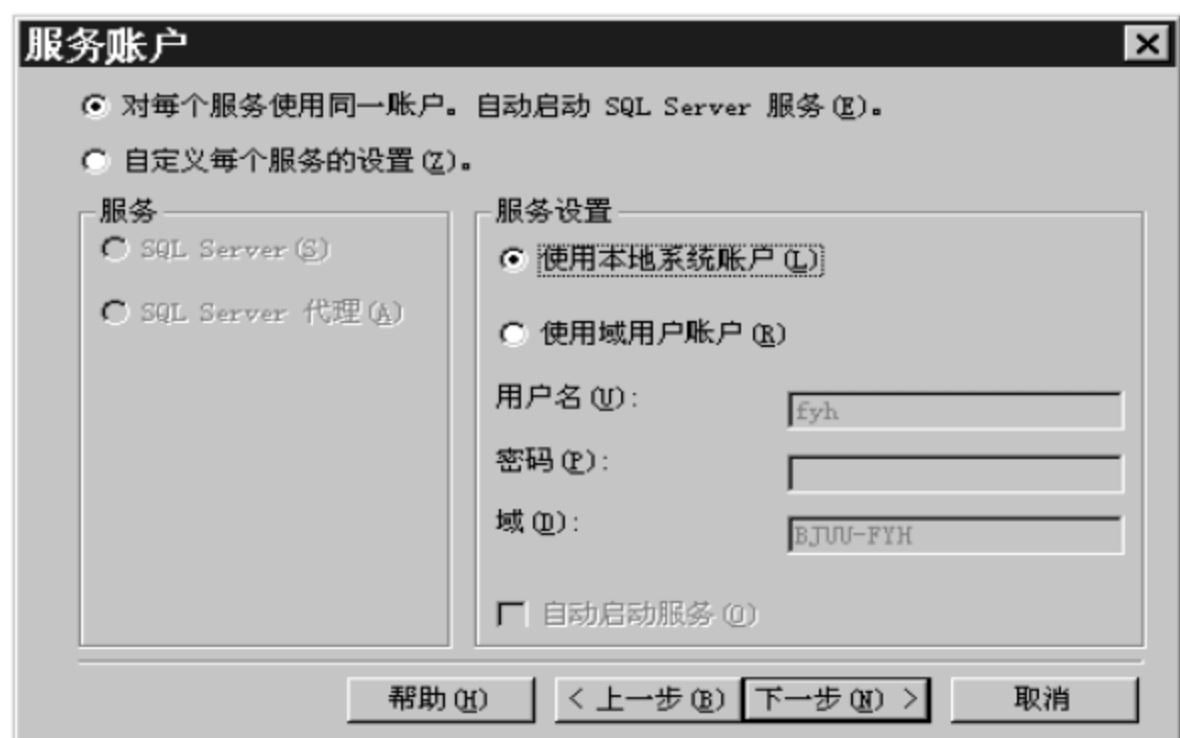 服务账户
对每个服务使用同一账户。自动启动 SQL Server 服务(E)。
自定义每个服务的设置(Z)。
服务
SQL Server(S)
SQL Server 代理(A)
服务设置
使用本地系统账户(L)
使用域用户账户(R)
用户名(U):
fyh
密码(P):
域(D):
BJUU-FYH
自动启动服务(O)
帮助(H)
< 上一步(B)
下一步(N) >
取消